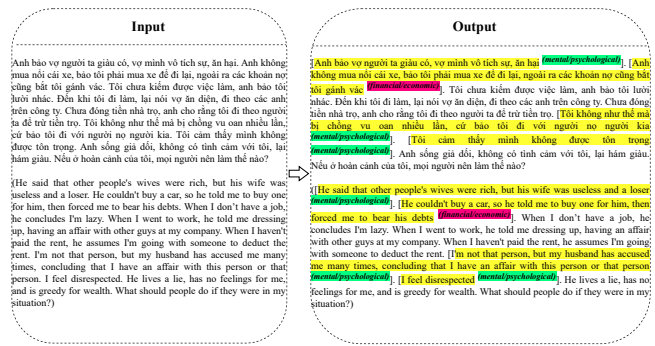 Input
Anh bảo vợ người ta giàu có, vợ mình vô tích sự, ăn hại. Anh không
mua nổi cái xe, bảo tôi phải mua xe để đi lại, ngoài ra các khoản nợ
cũng bắt tôi gánh vác. Tôi chưa kiếm được việc làm, anh bảo tôi
lười nhác. Đến khi tôi đi làm, lại nói vợ ăn diện, đi theo các anh
trên công ty. Chưa đóng tiền nhà trọ, anh cho rằng tôi đi theo người
ta để trừ tiền trọ. Tôi không như thế mà bị chồng vu oan nhiều lần,
cứ bảo tôi đi với người nọ người kia. Tôi cảm thấy mình không
được tôn trọng. Anh sống giả dối, không có tình cảm với tôi, lại
hám giàu. Nếu ở hoàn cảnh của tôi, mọi người nên làm thế nào?
(He said that other people's wives were rich, but his wife was
useless and a loser. He couldn't buy a car, so he told me to buy one
for him, then forced me to bear his debts. When I don't have a job,
he concludes I'm lazy. When I went to work, he told me dressing
up, having an affair with other guys at my company. When I haven't
paid the rent, he assumes I'm going with someone to deduct the
rent. I'm not that person, but my husband has accused me many
times, concluding that I have an affair with this person or that
person. I feel disrespected. He lives a lie, has no feelings for me,
and is greedy for wealth. What should people do if they were in my
situation?)
Output
[Anh bảo vợ người ta giàu có, vợ mình vô tích sự, ăn hại (mental/psychological)]. [Anh
không mua nổi cái xe, bảo tôi phải mua xe để đi lại, ngoài ra các khoản nợ cũng bắt
tôi gánh vác (financial/economic)]. Tôi chưa kiếm được việc làm, anh bảo tôi lười
nhác. Đến khi tôi đi làm, lại nói vợ ăn diện, đi theo các anh trên công ty. Chưa đóng
tiền nhà trọ, anh cho rằng tôi đi theo người ta để trừ tiền trọ. [Tôi không như thế mà
bị chồng vu oan nhiều lần, cứ bảo tôi đi với người nọ người kia
(mental/psychological)]. [Tôi cảm thấy mình không được tôn trọng
(mental/psychological)]. Anh sống giả dối, không có tình cảm với tôi, lại hám giàu.
Nếu ở hoàn cảnh của tôi, mọi người nên làm thế nào?
([He said that other people's wives were rich, but his wife was useless and a loser
(mental/psychological)]. [He couldn't buy a car, so he told me to buy one for him, then
forced me to bear his debts (financial/economic)]. When I don't have a job, he
concludes I'm lazy. When I went to work, he told me dressing up, having an affair
with other guys at my company. When I haven't paid the rent, he assumes I'm going
with someone to deduct the rent. [I'm not that person, but my husband has accused
me many times, concluding that I have an affair with this person or that person
(mental/psychological)]. [I feel disrespected (mental/psychological)]. He lives a lie, has no
feelings for me, and is greedy for wealth. What should people do if they were in my
situation?)